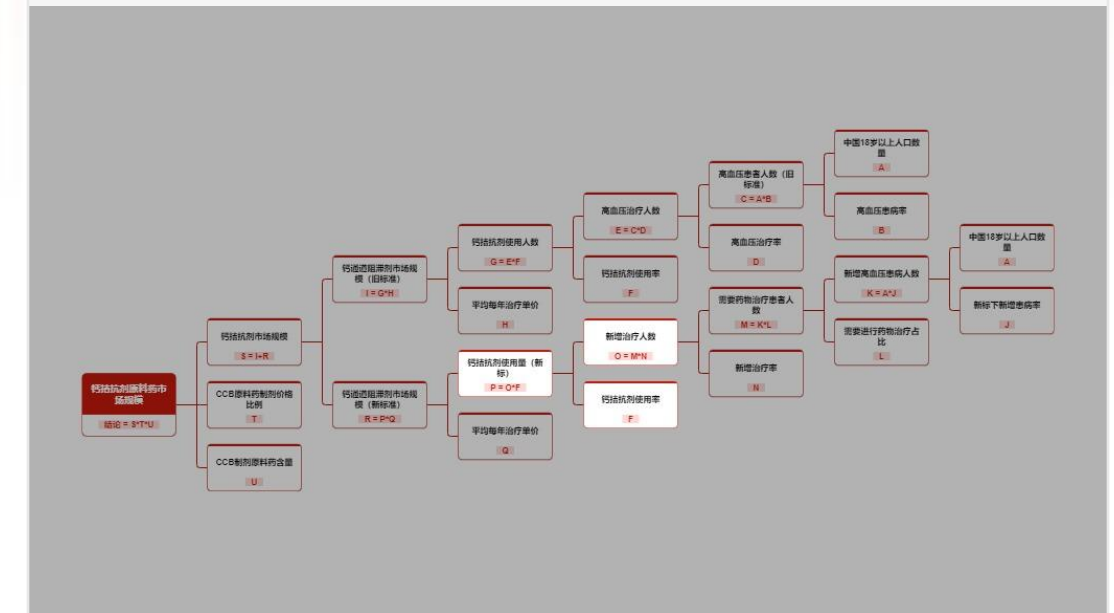 中国18岁以上人口数
量
A
高血压患者人数（旧
标准）
C = A*B
高血压治疗人数
E = C*D
高血压患病率
B
钙拮抗剂使用人数
G = E*F
高血压治疗率
D
中国18岁以上人口数
量
A
钙通道阻滞剂市场规
模（旧标准）
I = G*H
钙拮抗剂使用率
F
新增高血压患病人数
K = A*J
平均每年治疗单价
H
需要药物治疗患者人
数
M = K*L
新标下新增患病率
J
钙拮抗剂市场规模
S = I+R
新增治疗人数
O = M*N
需要进行药物治疗占
比
L
钙拮抗剂使用量（新
标）
P = O*F
新增治疗率
N
钙拮抗剂原料药市
场规模
结论 = S*T*U
CCB原料药制剂价格
比例
T
钙通道阻滞剂市场规
模（新标准）
R = P*Q
钙拮抗剂使用率
F
平均每年治疗单价
Q
CCB制剂原料药含量
U